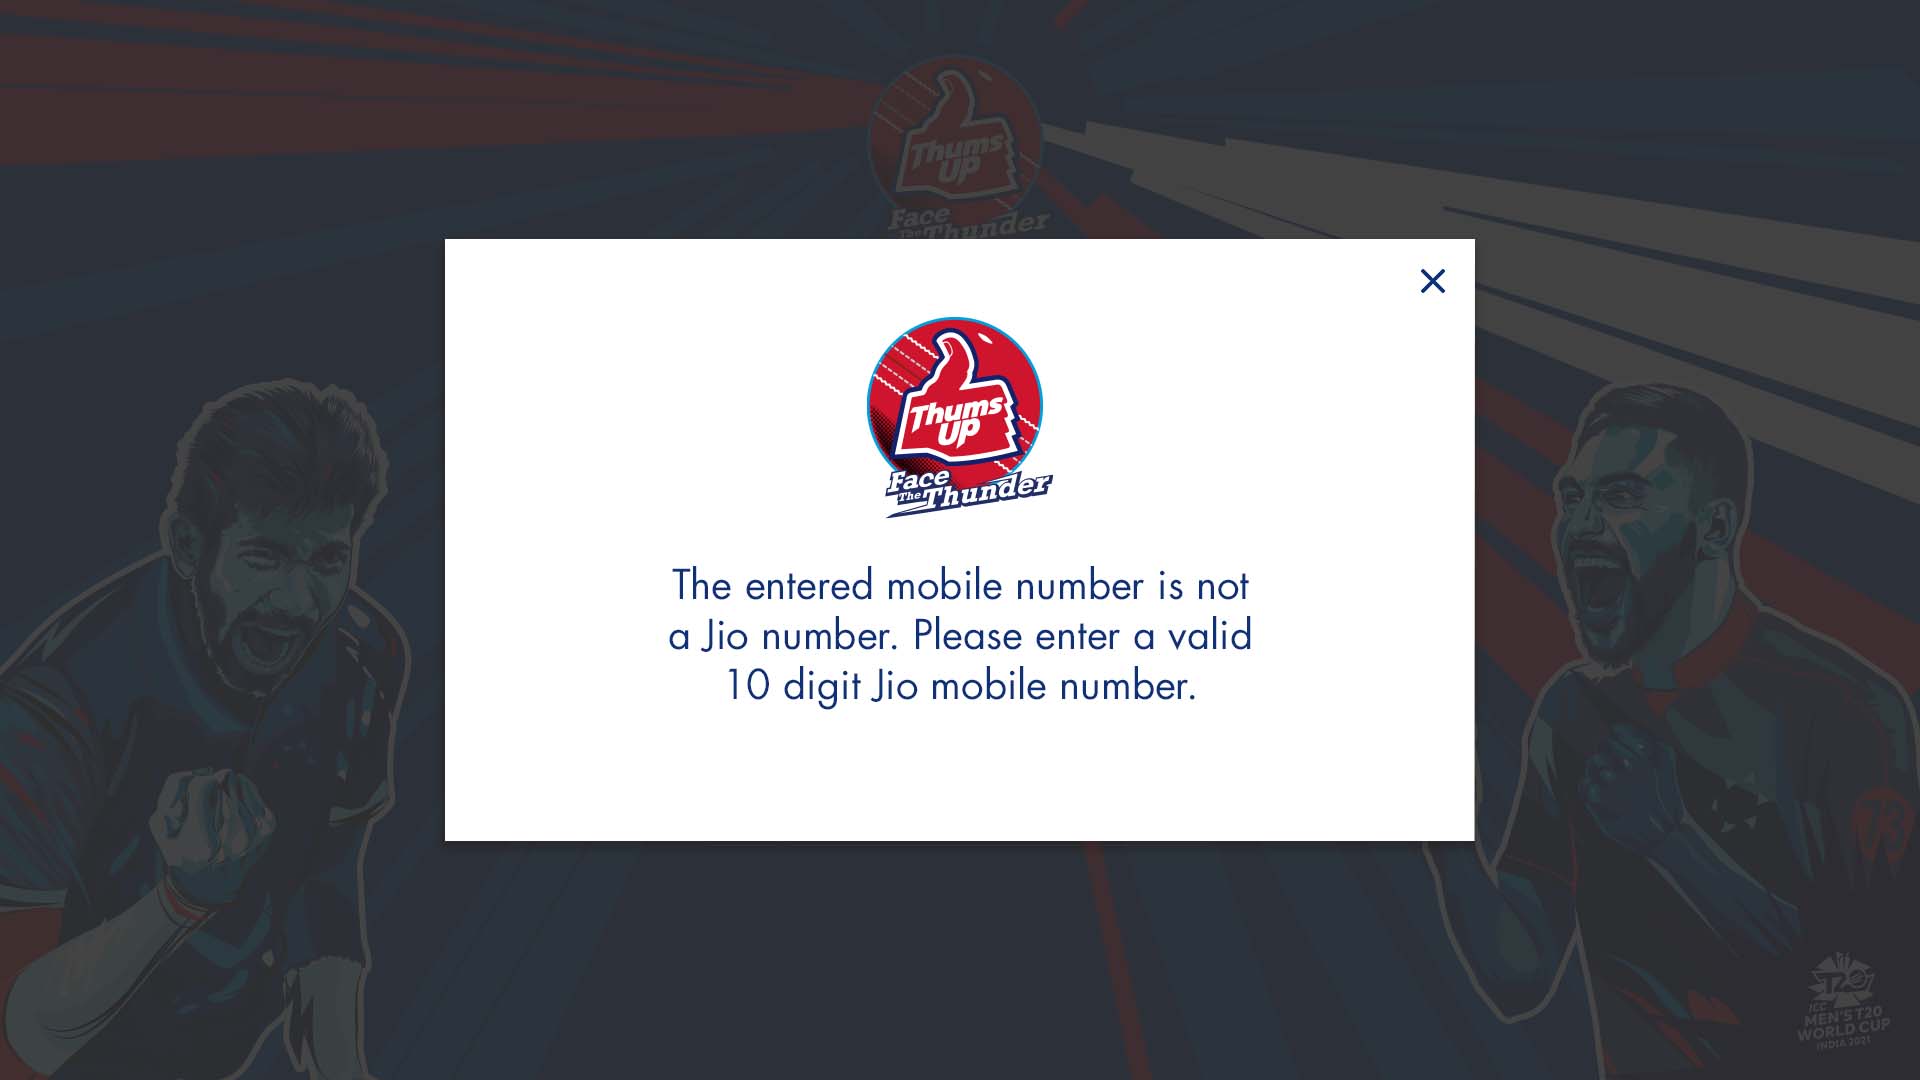 Thums
UP
Face
The Thunder
Thums
UP
Face
The Thunder
The entered mobile number is not
a Jio number. Please enter a valid
10 digit Jio mobile number.
T20
ICC
MEN'S T20
WORLD CUP
INDIA 2021